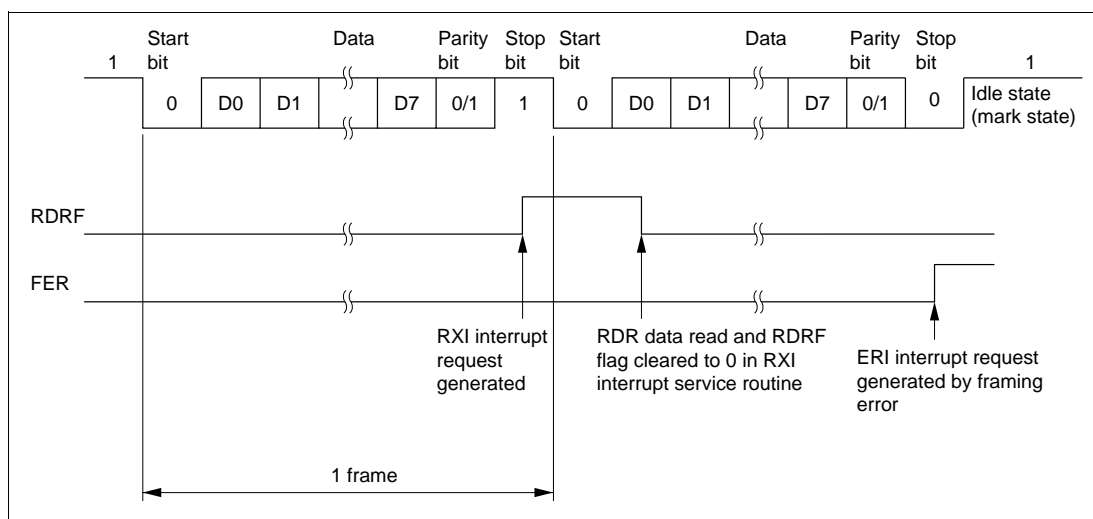 Start bit
Data
Parity bit
Stop bit
Start bit
Data
Parity bit
Stop bit
1
1
0
D0
D1
D7
0/1
1
0
D0
D1
D7
0/1
0
Idle state
(mark state)
RDRF
FER
RXI interrupt
request
generated
RDR data read and RDRF
flag cleared to 0 in RXI
interrupt service routine
ERI interrupt request
generated by framing
error
1 frame